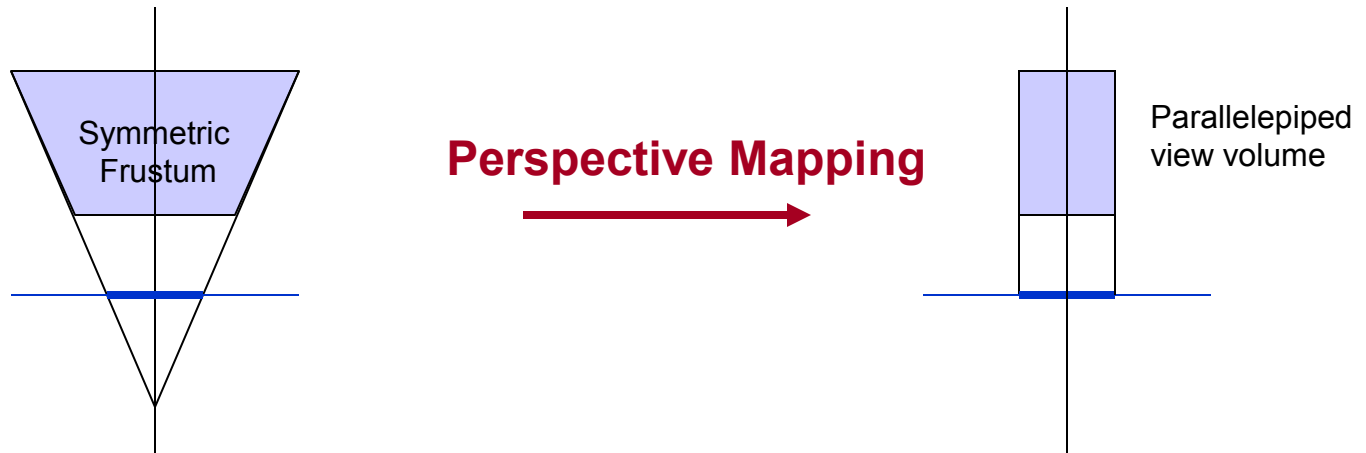 Symmetric
Frustum
Perspective Mapping
Parallelepiped
view volume